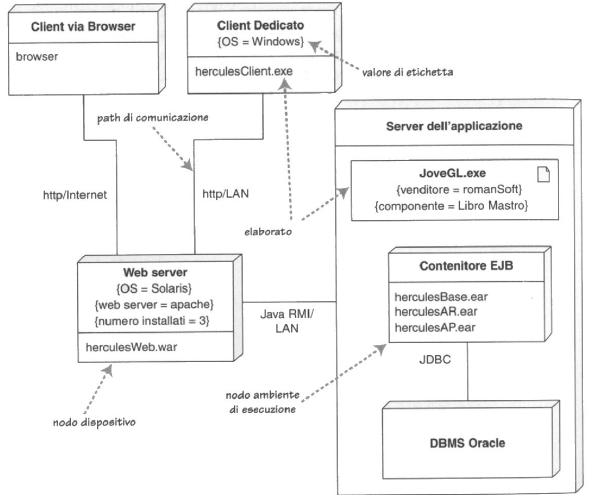 Client via Browser
browser
Client Dedicato
{OS = Windows}
herculesClient.exe
valore di etichetta
path di comunicazione
http/Internet
http/LAN
elaborato
Server dell'applicazione
JoveGL.exe
{venditore = romanSoft}
{componente = Libro Mastro}
Web server
{OS = Solaris}
{web server = apache}
{numero installati = 3}
herculesWeb.war
Java RMI/
LAN
Contenitore EJB
herculesBase.ear
herculesAR.ear
herculesAP.ear
JDBC
nodo ambiente
di esecuzione
nodo dispositivo
DBMS Oracle